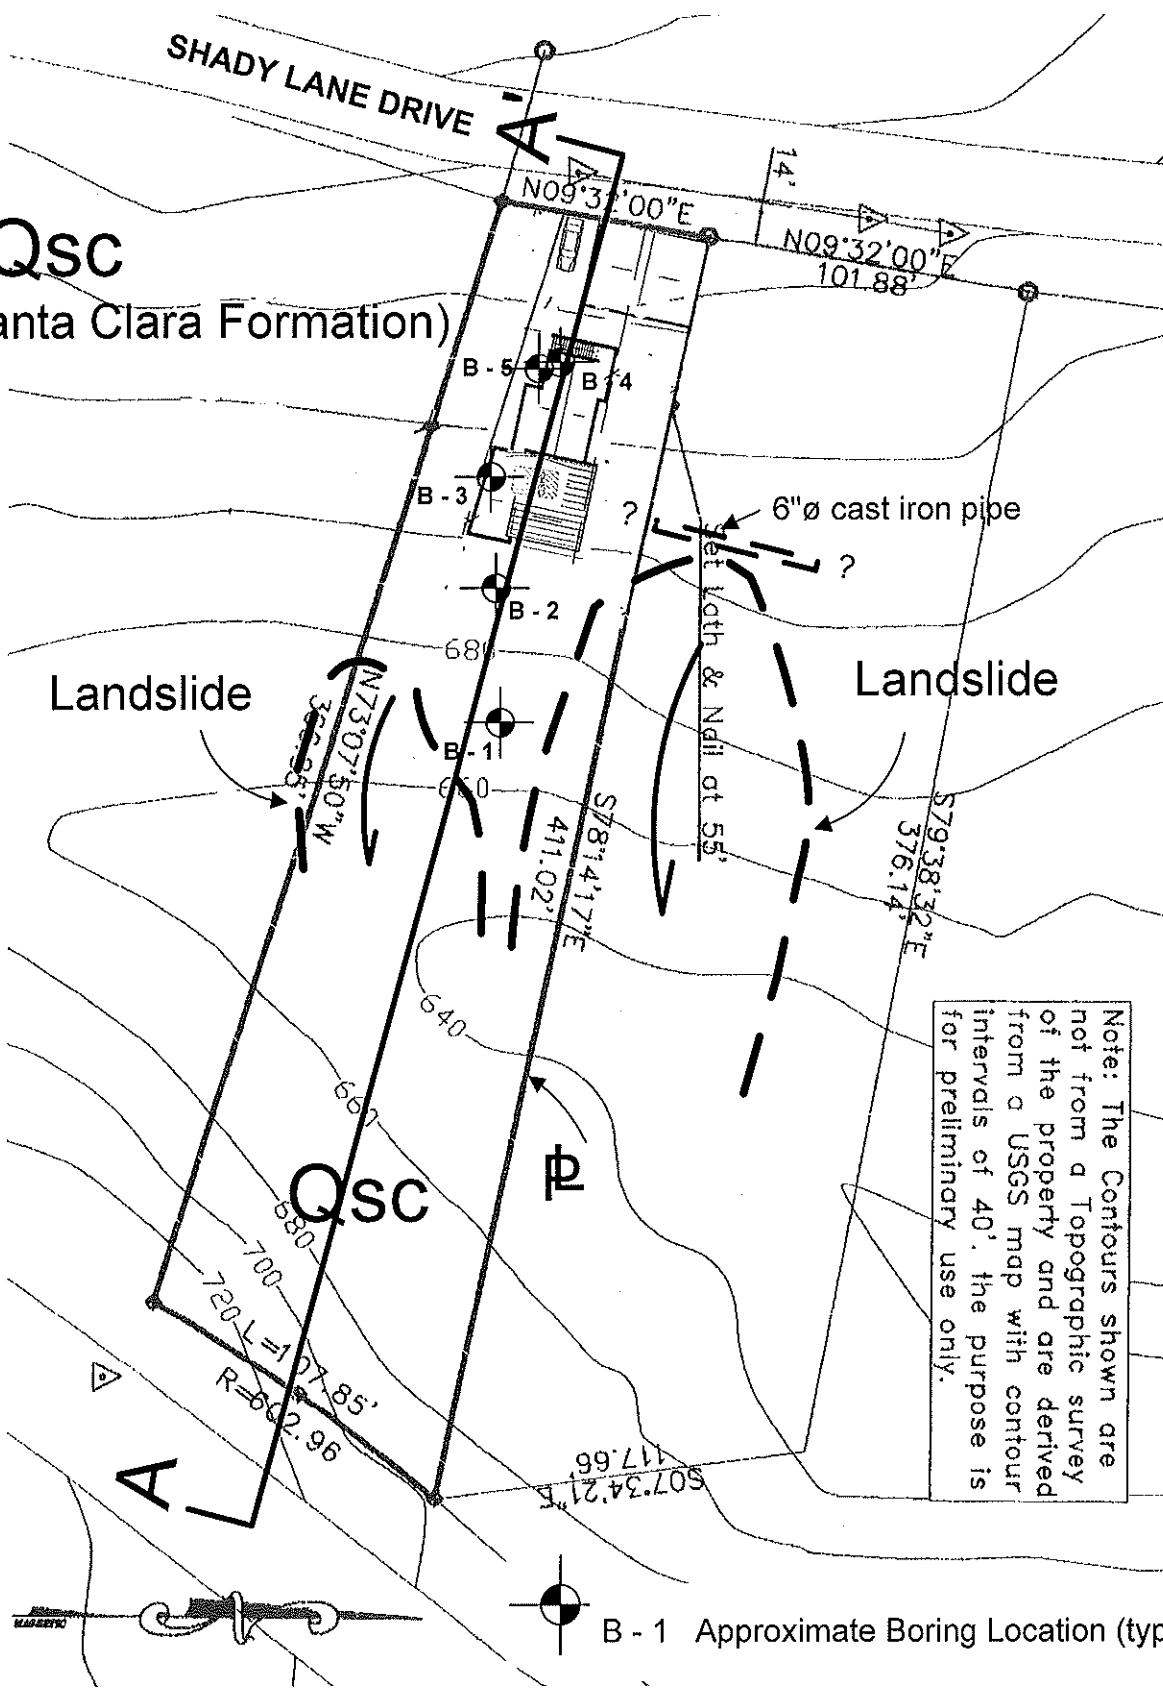 SHADY LANE DRIVE
A'
14'
N09°32'00"E
N09°32'00"E
101.88'
Qsc
anta Clara Formation)
B - 5
B - 4
B - 3
6"ø cast iron pipe
?
?
Set Lath & Nail at 55'
B - 2
680
Landslide
Landslide
N73°07'50"W
B - 1
660
S78°14'17"E
411.02'
S79°38'32"E
376.14'
640
660
Note: The Contours shown are
not from a Topographic survey
of the property and are derived
from a USGS map with contour
intervals of 40'. the purpose is
for preliminary use only.
PL
Qsc
680
700
720
L=107.85'
R=602.96
117.66'
S07°34'21"E
A
B - 1 Approximate Boring Location (typ